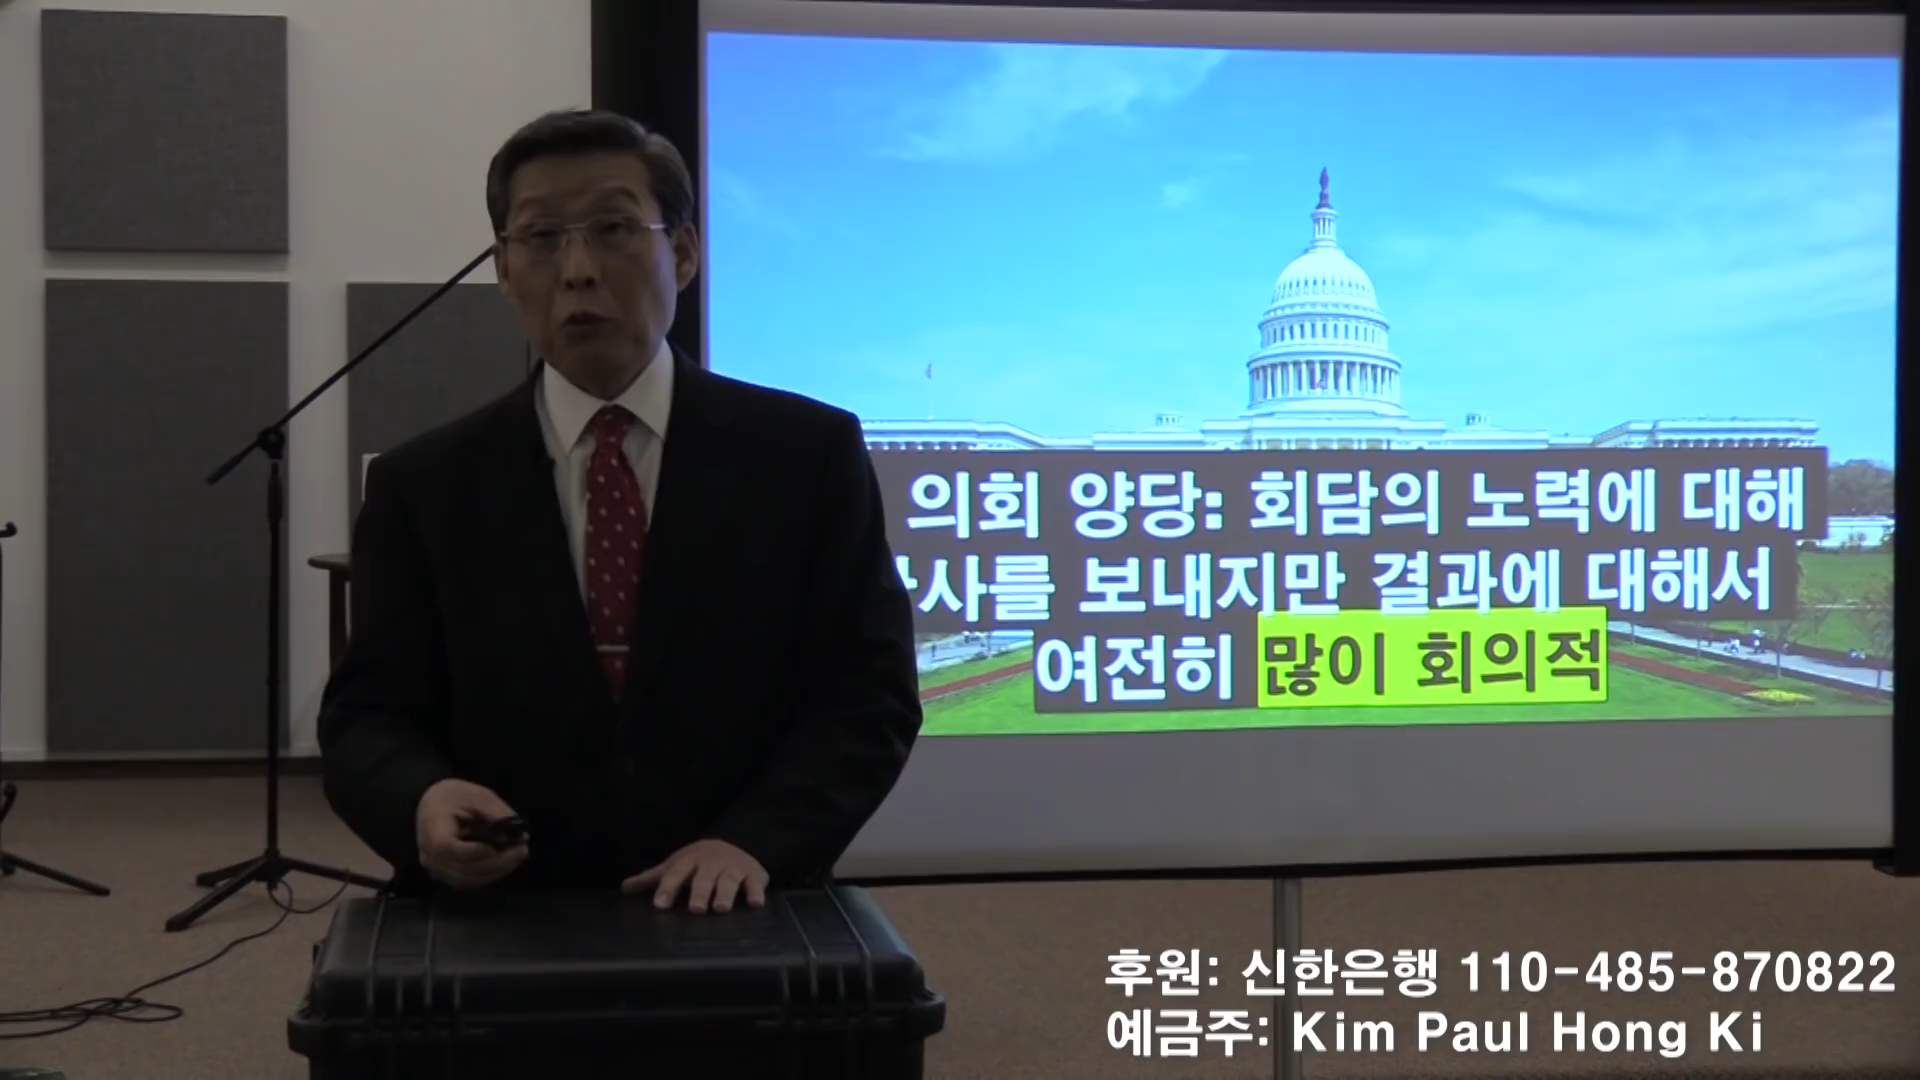 의회 양당: 회담의 노력에 대해
보내지만 결과에 대해서
여전히 많이 회의적
후원: 신한은행 110-485-870822
예금주: Kim Paul Hong Ki